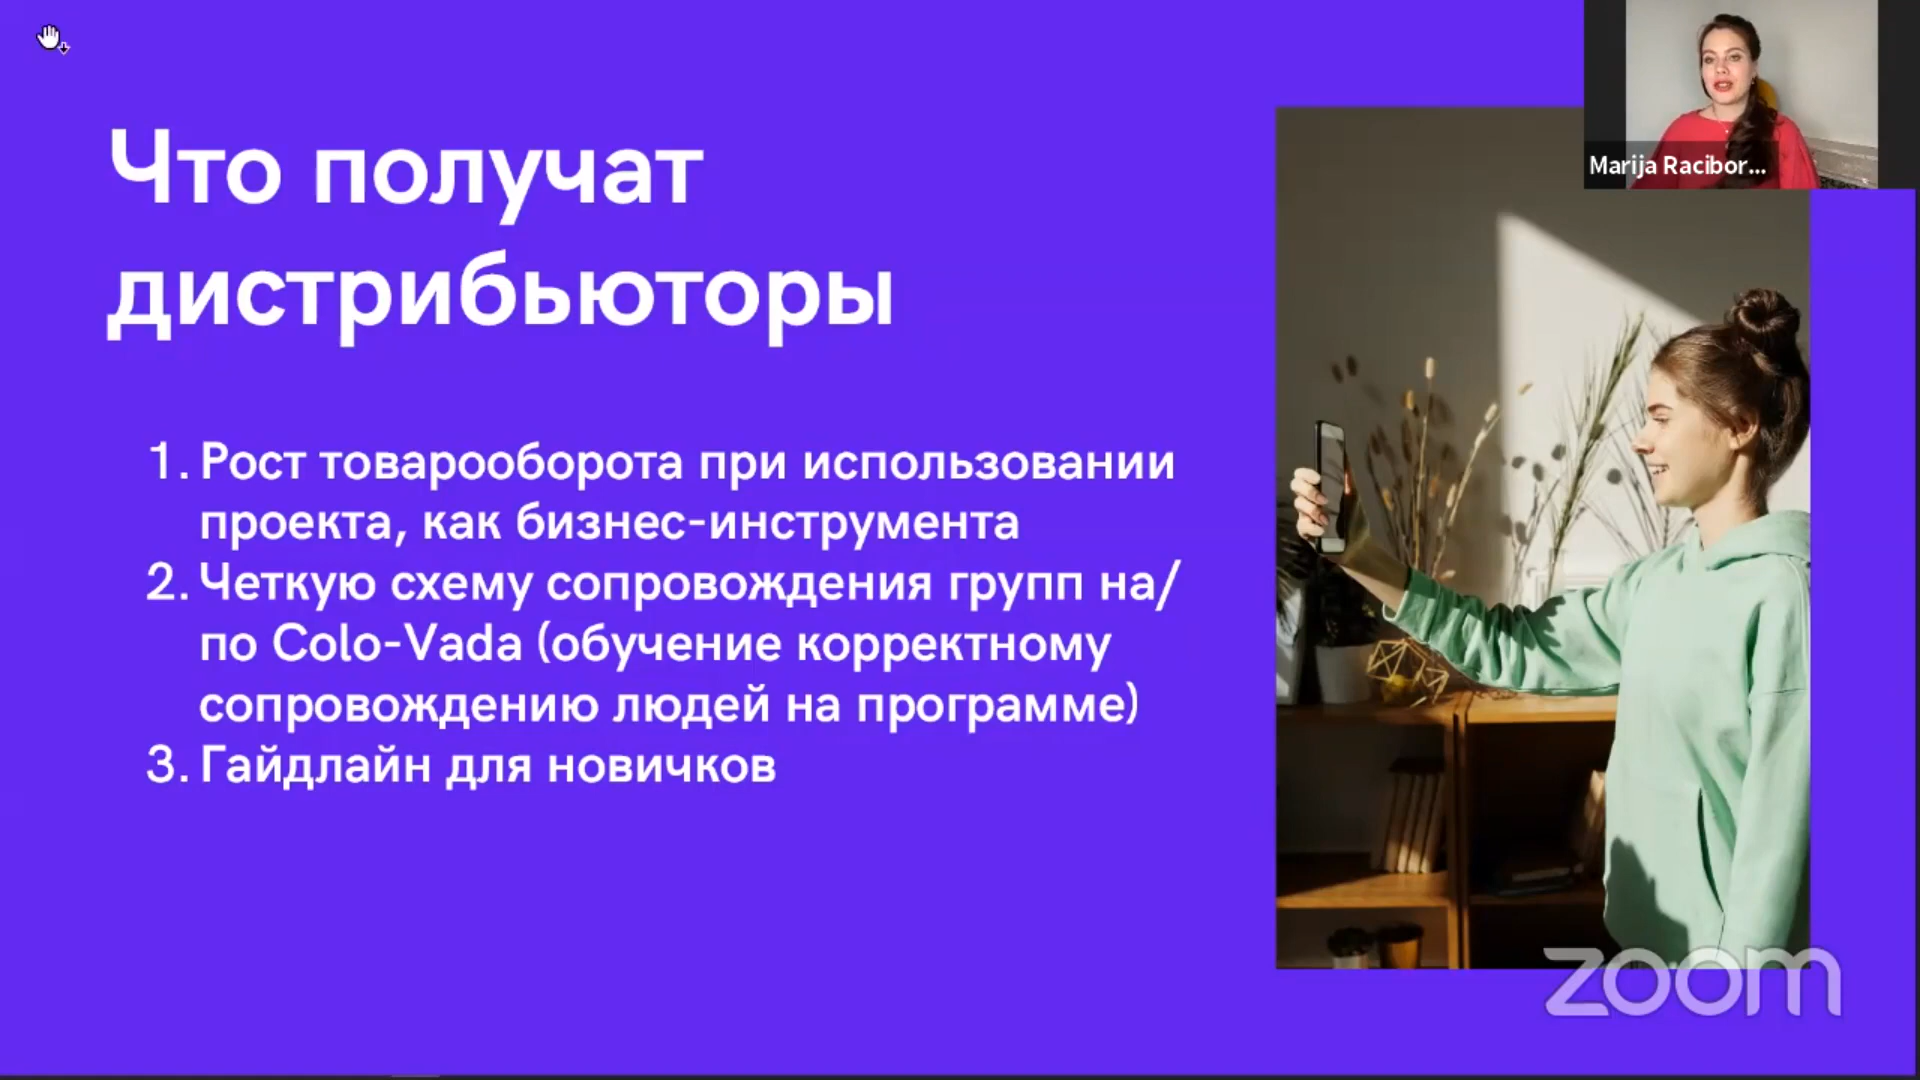 Что получат
дистрибьюторы
1. Рост товарооборота при использовании
проекта, как бизнес-инструмента
2. Четкую схему сопровождения групп на/
по Colo-Vada (обучение корректному
сопровождению людей на программе)
3. Гайдлайн для новичков
Marija Racibor...
zoom